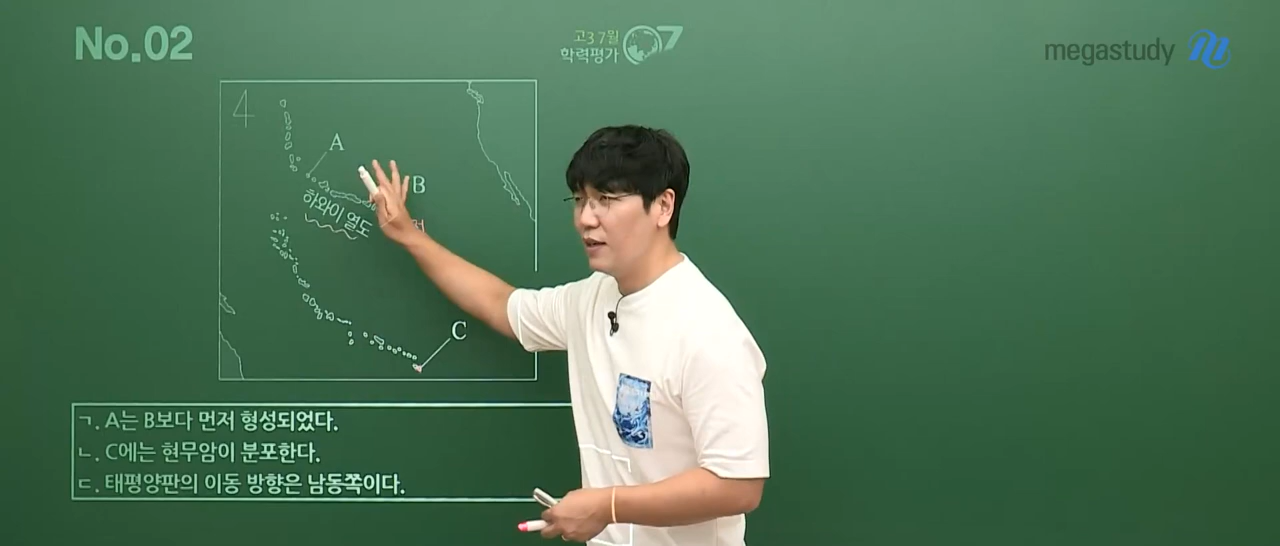 No.02
고3 7월
학력평가 07
megastudy
4
A
B
하와이 열도
C
ㄱ. A는 B보다 먼저 형성되었다.
ㄴ. C에는 현무암이 분포한다.
ㄷ. 태평양판의 이동 방향은 남동쪽이다.